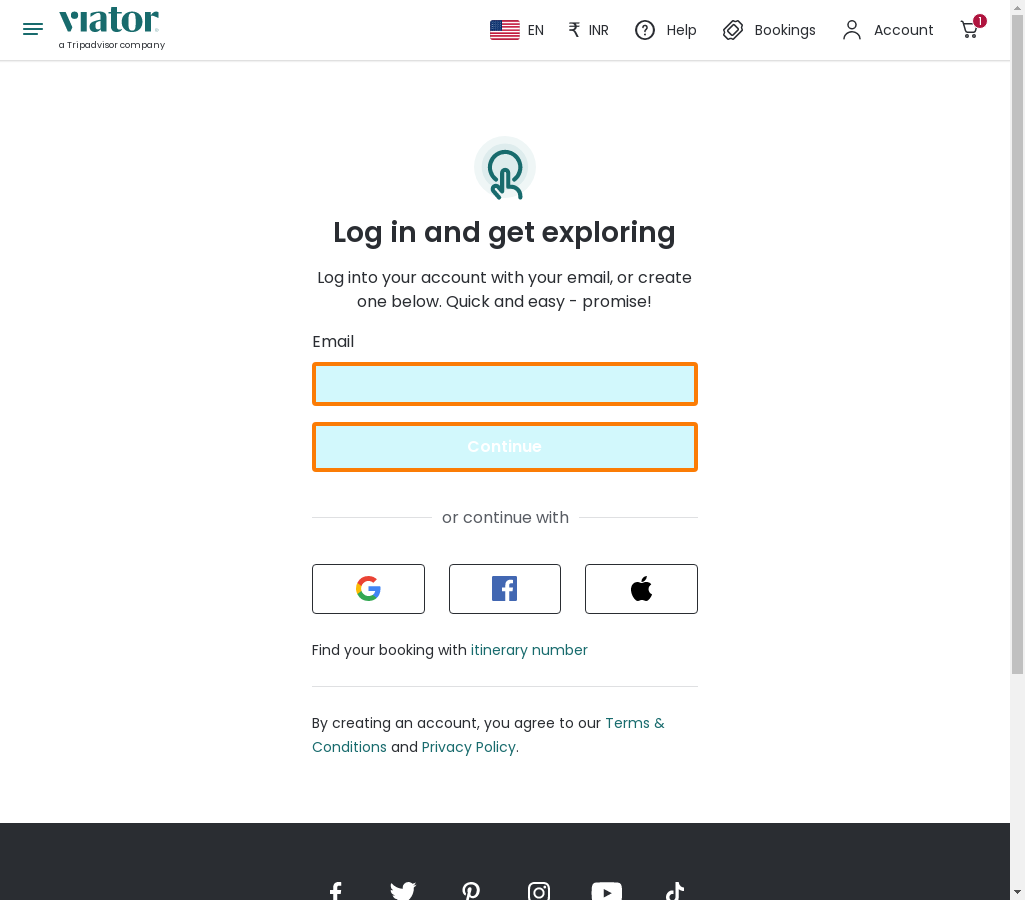 viator
a Tripadvisor company
EN
₹ INR
Help
Bookings
Account
1
Log in and get exploring
Log into your account with your email, or create
one below. Quick and easy - promise!
Email
Continue
or continue with
Find your booking with itinerary number
By creating an account, you agree to our Terms &
Conditions and Privacy Policy.